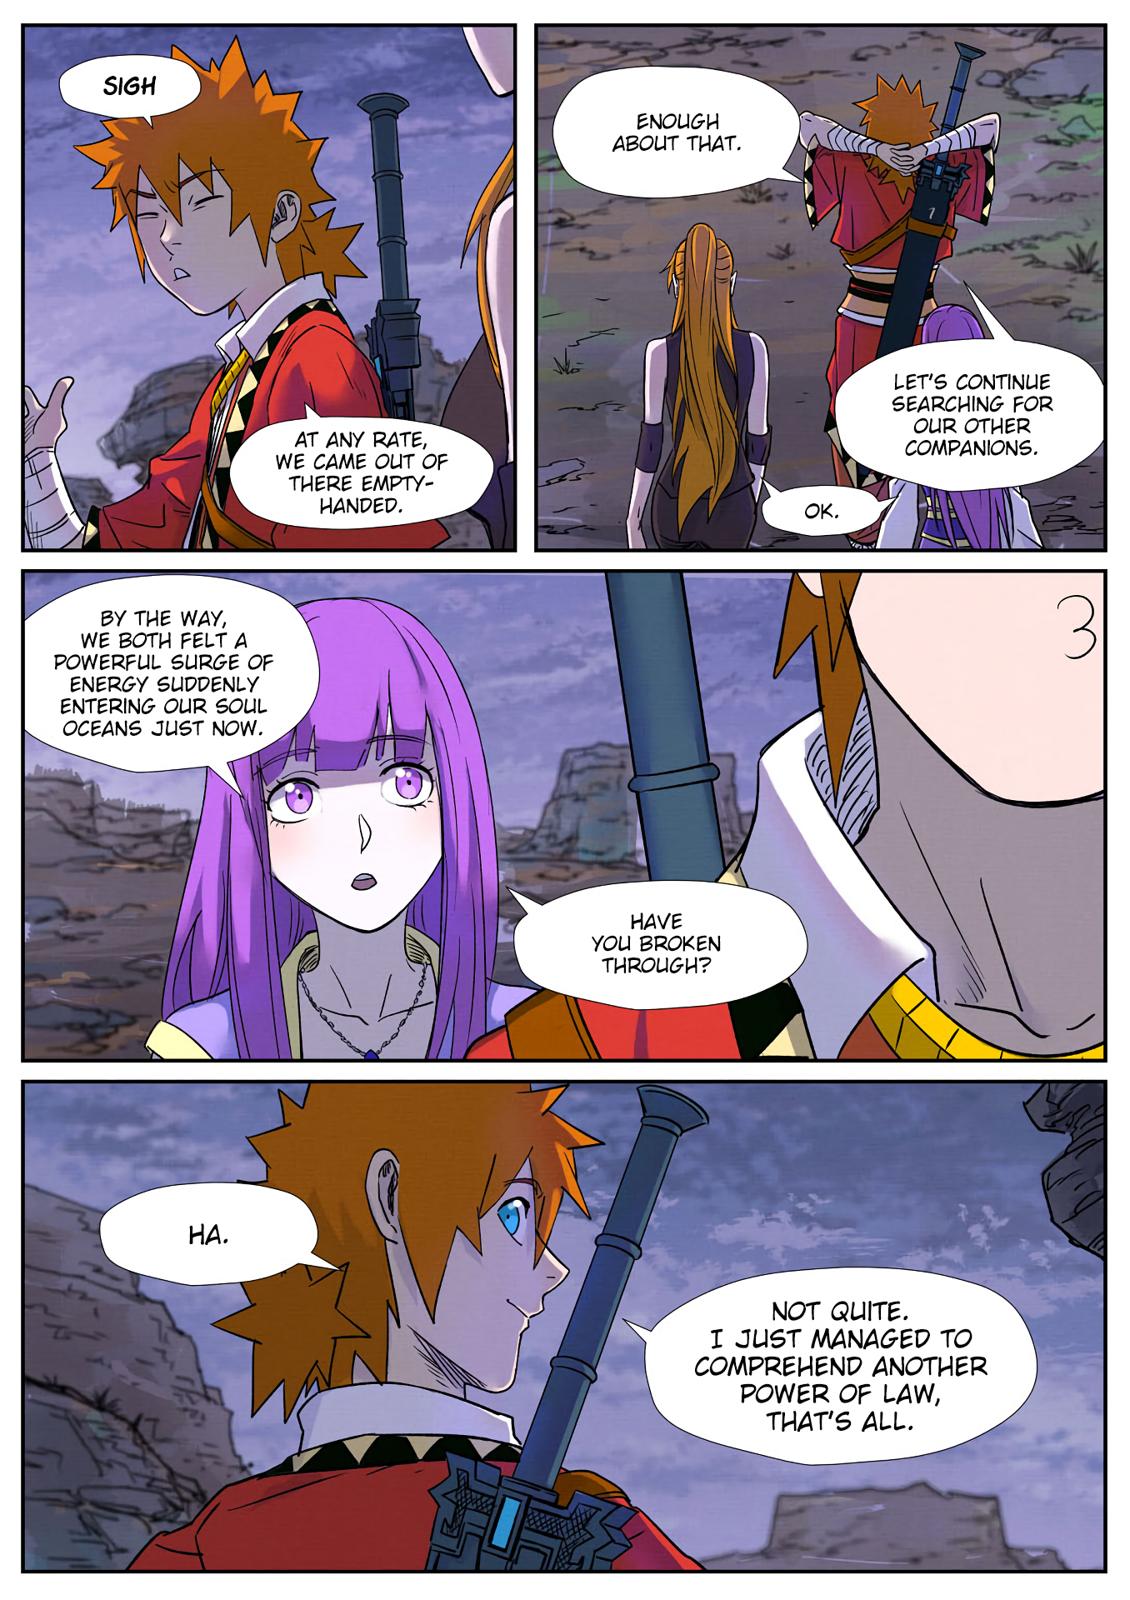 SIGH
AT ANY RATE,
WE CAME OUT OF
THERE EMPTY-
HANDED.
ENOUGH
ABOUT THAT.
LET'S CONTINUE
SEARCHING FOR
OUR OTHER
COMPANIONS.
OK.
BY THE WAY,
WE BOTH FELT A
POWERFUL SURGE OF
ENERGY SUDDENLY
ENTERING OUR SOUL
OCEANS JUST NOW.
HAVE
YOU BROKEN
THROUGH?
HA.
NOT QUITE.
I JUST MANAGED TO
COMPREHEND ANOTHER
POWER OF LAW,
THAT'S ALL.